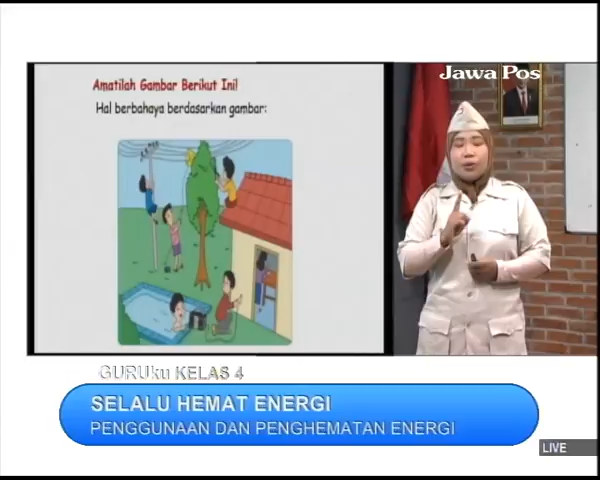 Jawa Pos
Amatilah Gambar Berikut Ini!
Hal berbahaya berdasarkan gambar:
GURUku KELAS 4
SELALU HEMAT ENERGI
PENGGUNAAN DAN PENGHEMATAN ENERGI
LIVE